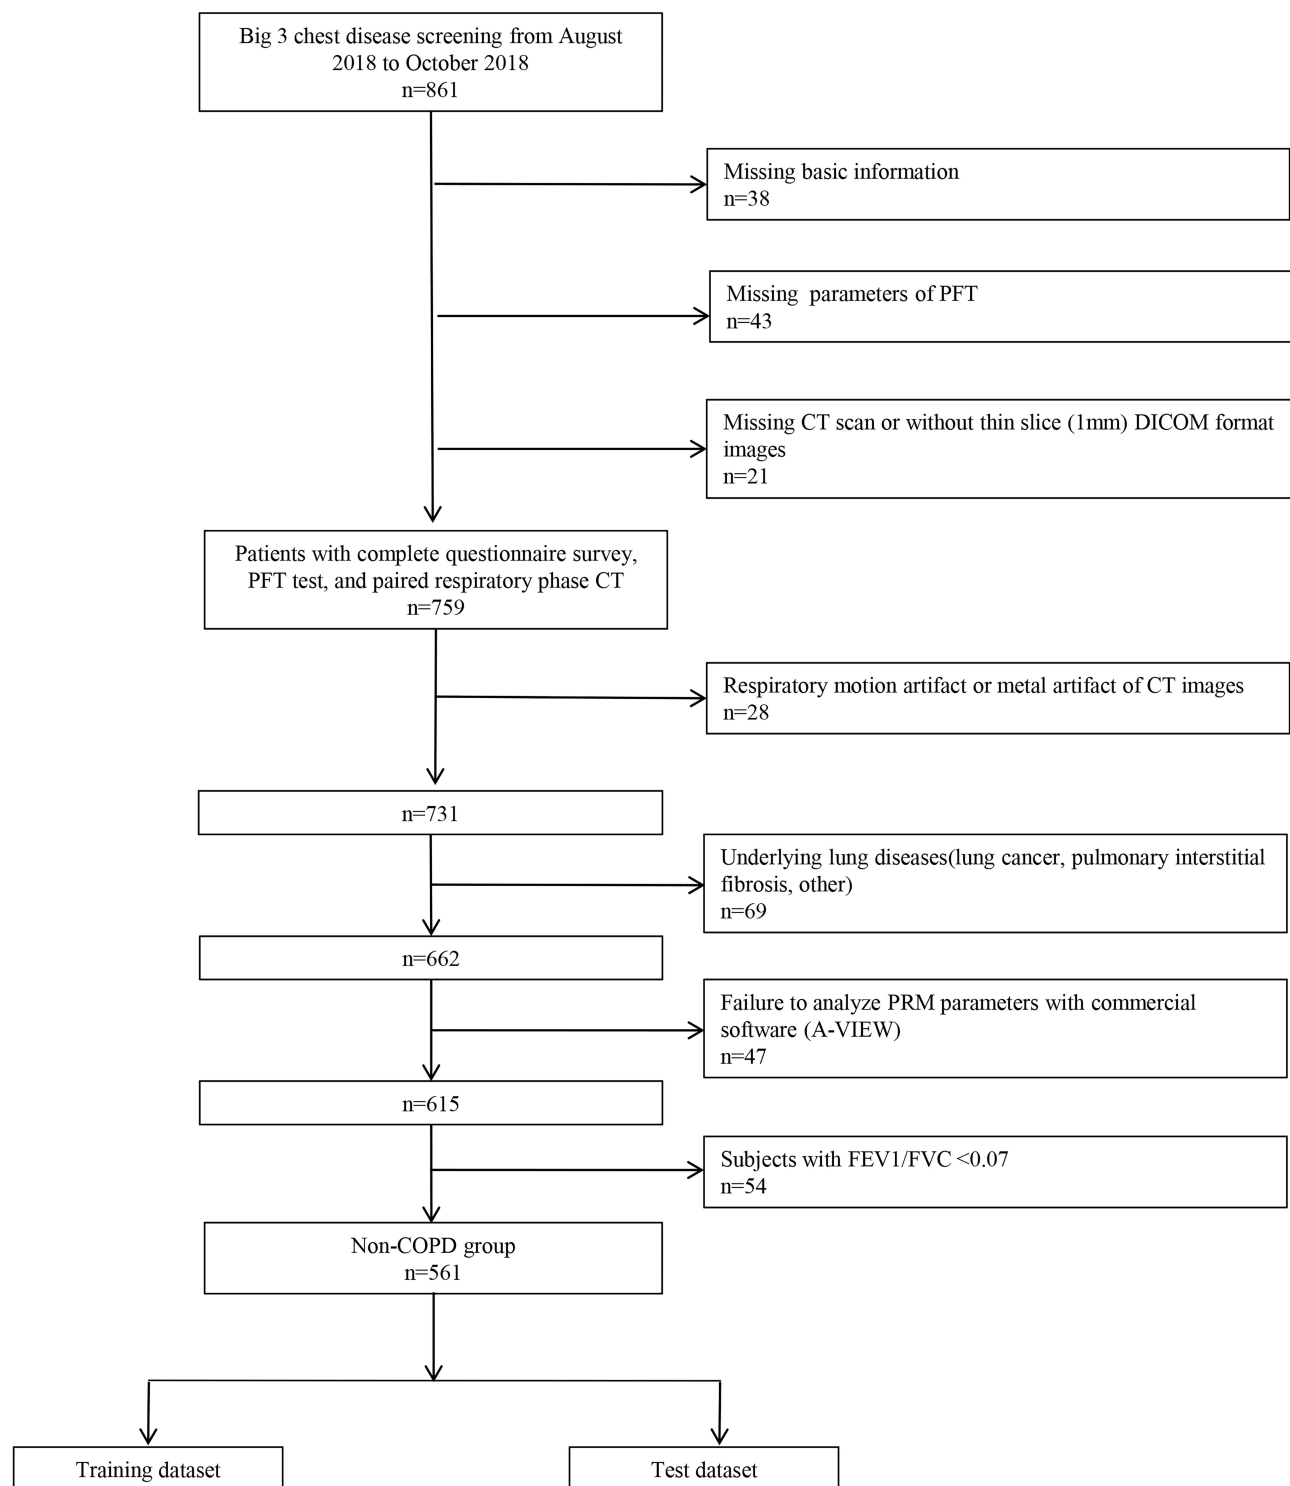 Big 3 chest disease screening from August
2018 to October 2018
n=861
Missing basic information
n=38
Missing parameters of PFT
n=43
Missing CT scan or without thin slice (1mm) DICOM format
images
n=21
Patients with complete questionnaire survey,
PFT test, and paired respiratory phase CT
n=759
Respiratory motion artifact or metal artifact of CT images
n=28
n=731
Underlying lung diseases(lung cancer, pulmonary interstitial
fibrosis, other)
n=69
n=662
Failure to analyze PRM parameters with commercial
software (A-VIEW)
n=47
n=615
Subjects with FEV1/FVC <0.07
n=54
Non-COPD group
n=561
Training dataset
Test dataset